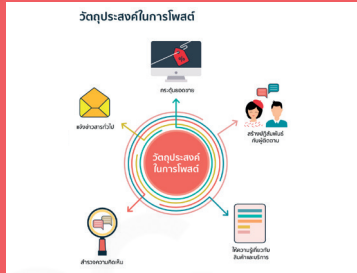 วัตถุประสงค์ในการโพสต์
กระตุ้นยอดขาย
แจ้งข่าวสารทั่วไป
สร้างปฏิสัมพันธ์
กับผู้ติดตาม
วัตถุประสงค์
ในการโพสต์
สำรวจความคิดเห็น
ให้ความรู้เกี่ยวกับ
สินค้าและบริการ